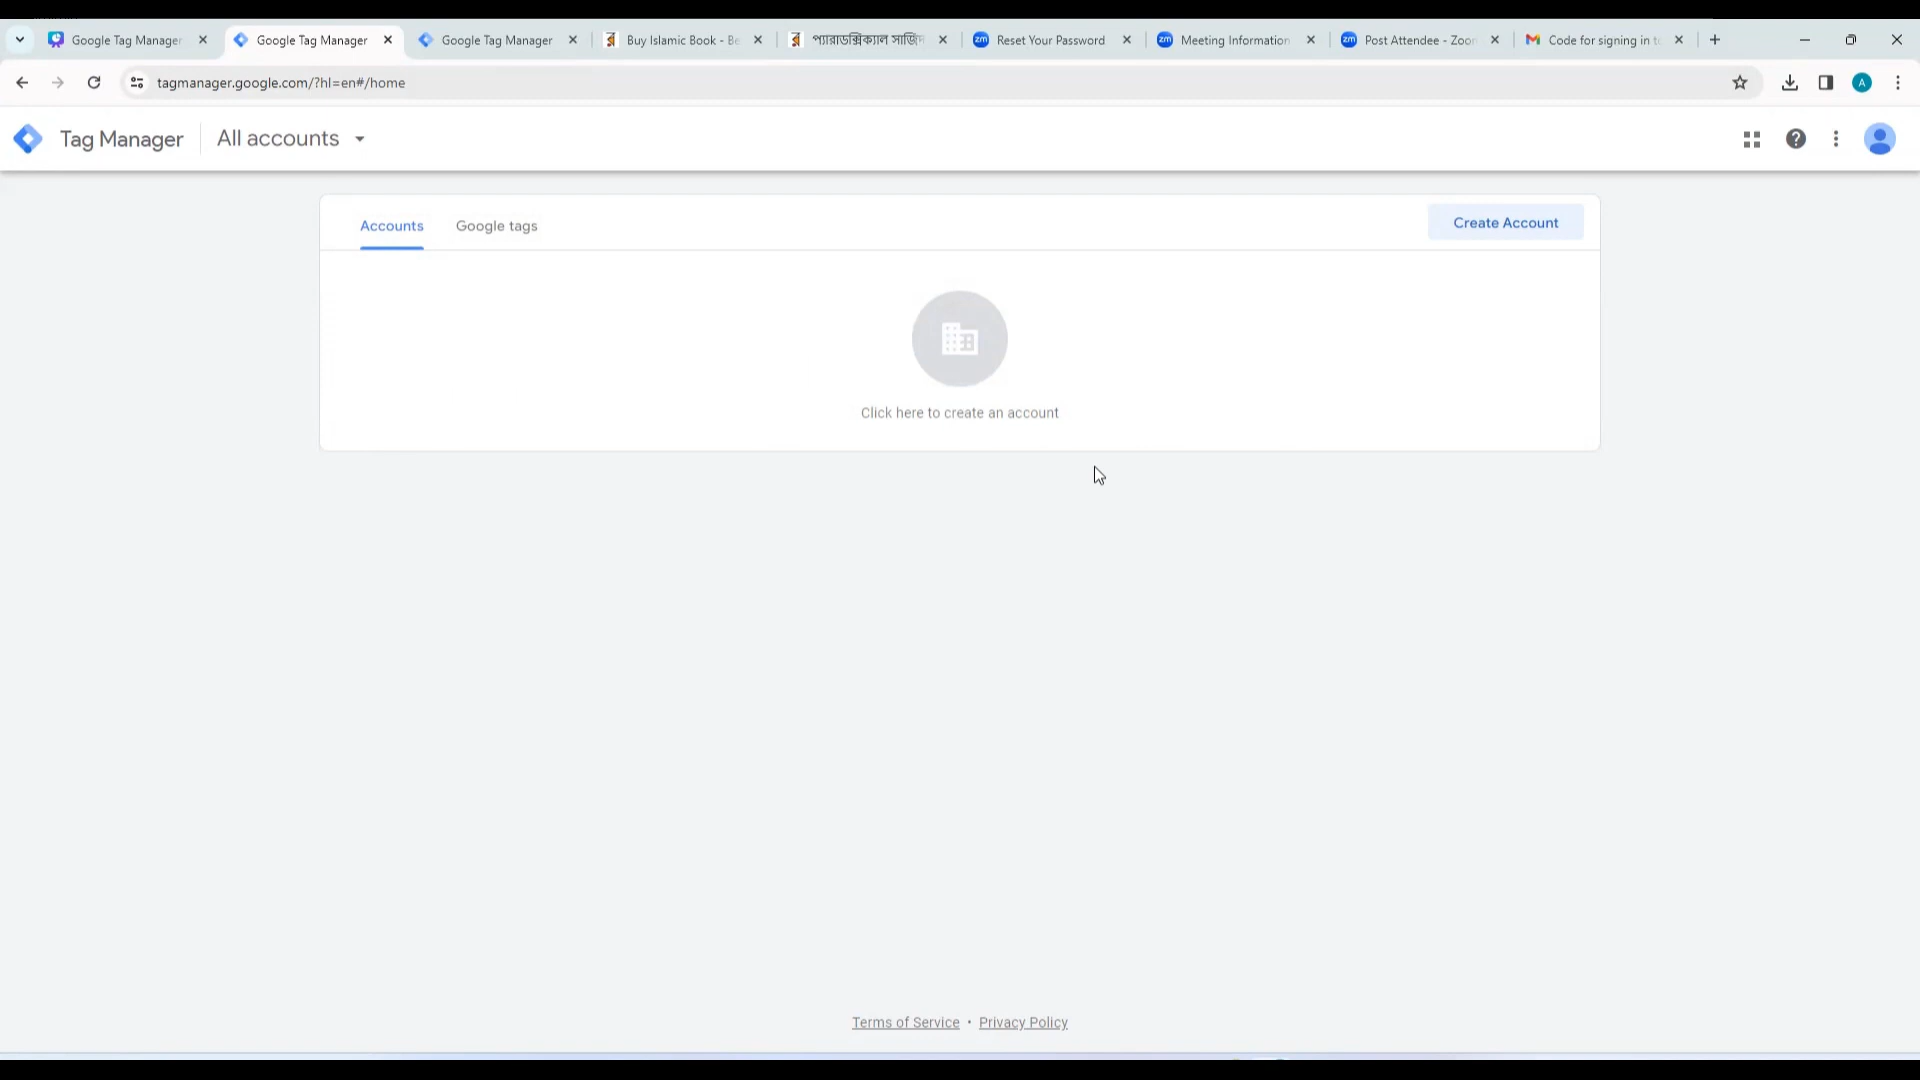 Google Tag Manager
Google Tag Manager
Google Tag Manager
Buy Islamic Book - Be
প্যারাডক্সিক্যাল সাজিদ
Reset Your Password
Meeting Information
Post Attendee - Zoom
Code for signing in to
tagmanager.google.com/?hl=en#/home
A
Tag Manager
All accounts
Accounts
Google tags
Create Account
Click here to create an account
Terms of Service • Privacy Policy